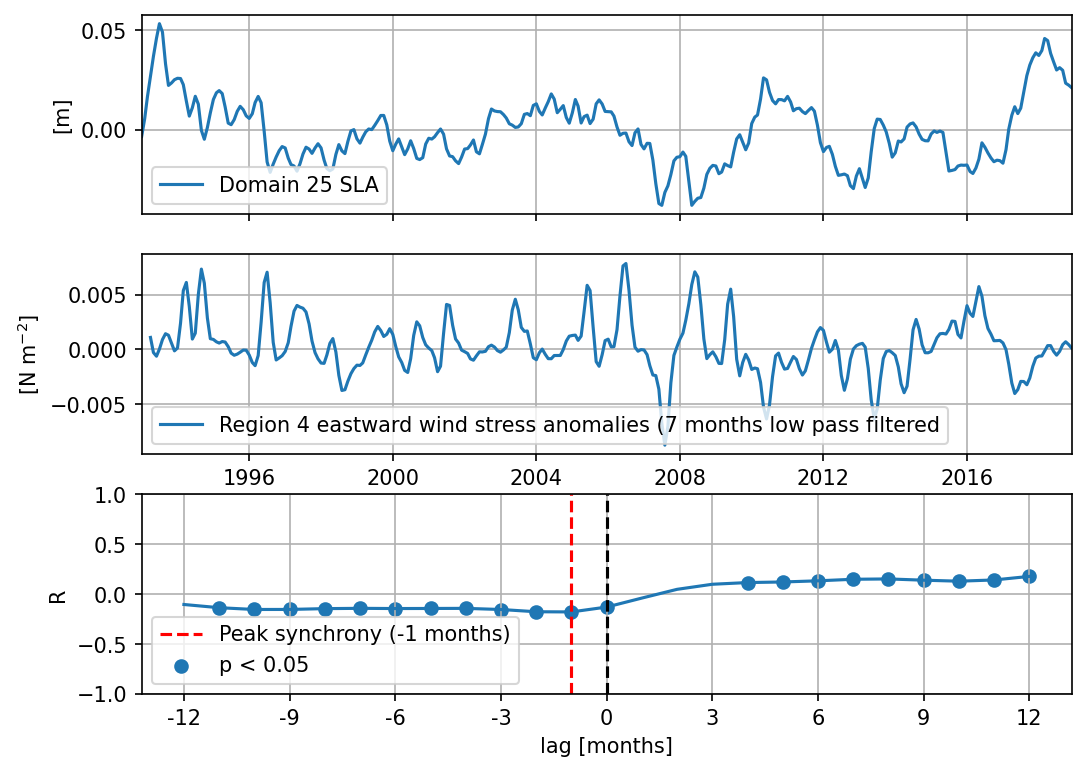 0.05
0.00
[m]
Domain 25 SLA
0.005
0.000
−0.005
[N m⁻²]
Region 4 eastward wind stress anomalies (7 months low pass filtered
1996 2000 2004 2008 2012 2016
1.0
0.5
0.0
−0.5
−1.0
R
Peak synchrony (-1 months)
p < 0.05
-12 -9 -6 -3 0 3 6 9 12
lag [months]